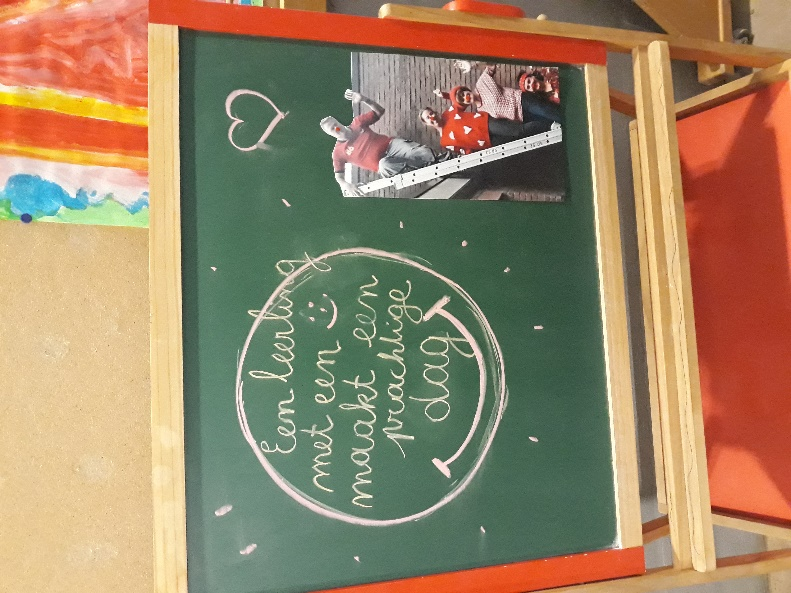 Een leerling
met een :)
maakt een
prachtige
dag